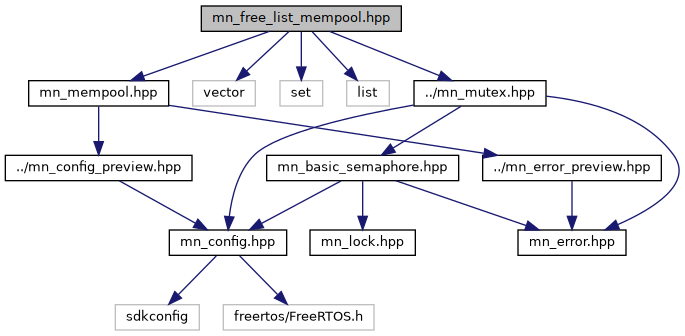 mn_free_list_mempool.hpp
mn_mempool.hpp
vector
set
list
../mn_mutex.hpp
../mn_config_preview.hpp
mn_basic_semaphore.hpp
../mn_error_preview.hpp
mn_config.hpp
mn_lock.hpp
mn_error.hpp
sdkconfig
freertos/FreeRTOS.h